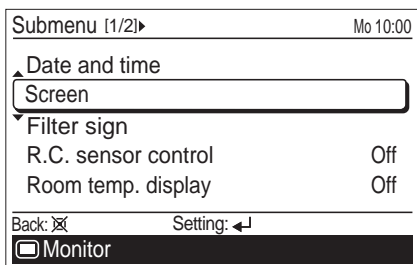 Submenu [1/2]
Mo 10:00
Date and time
Screen
Filter sign
R.C. sensor control Off
Room temp. display Off
Back: Setting:
Monitor